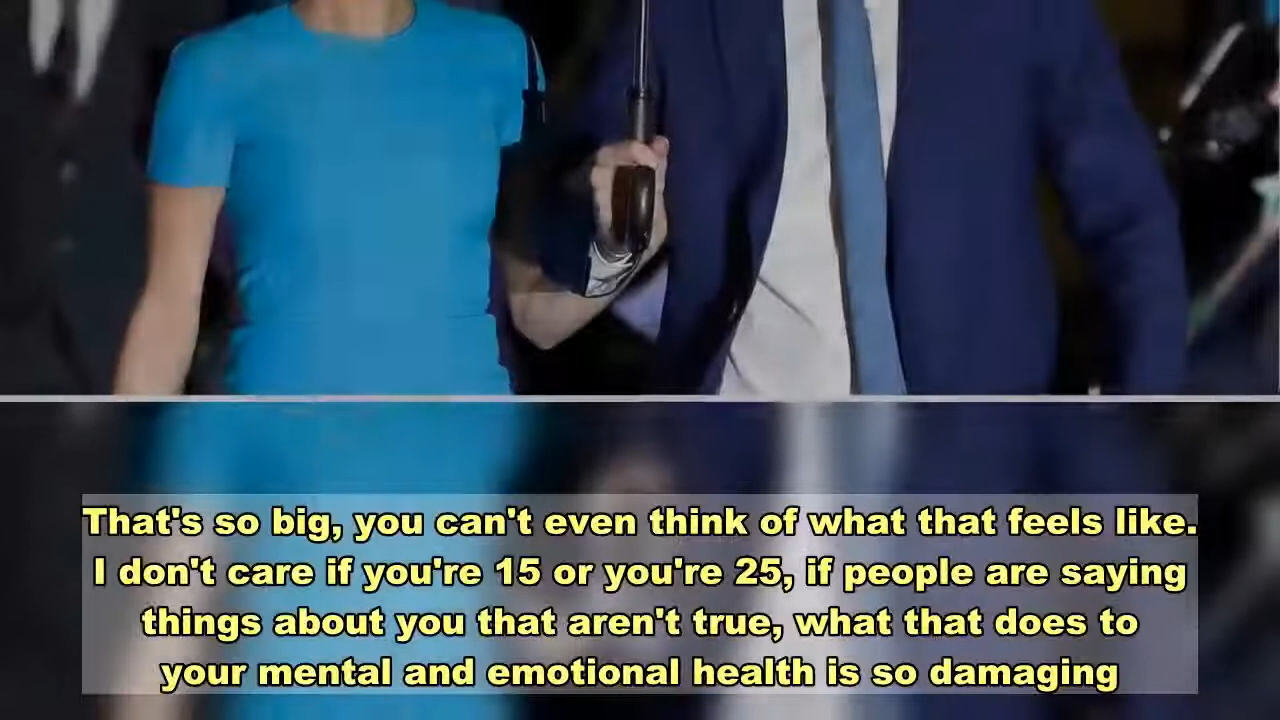 That's so big, you can't even think of what that feels like.
I don't care if you're 15 or you're 25, if people are saying
things about you that aren't true, what that does to
your mental and emotional health is so damaging